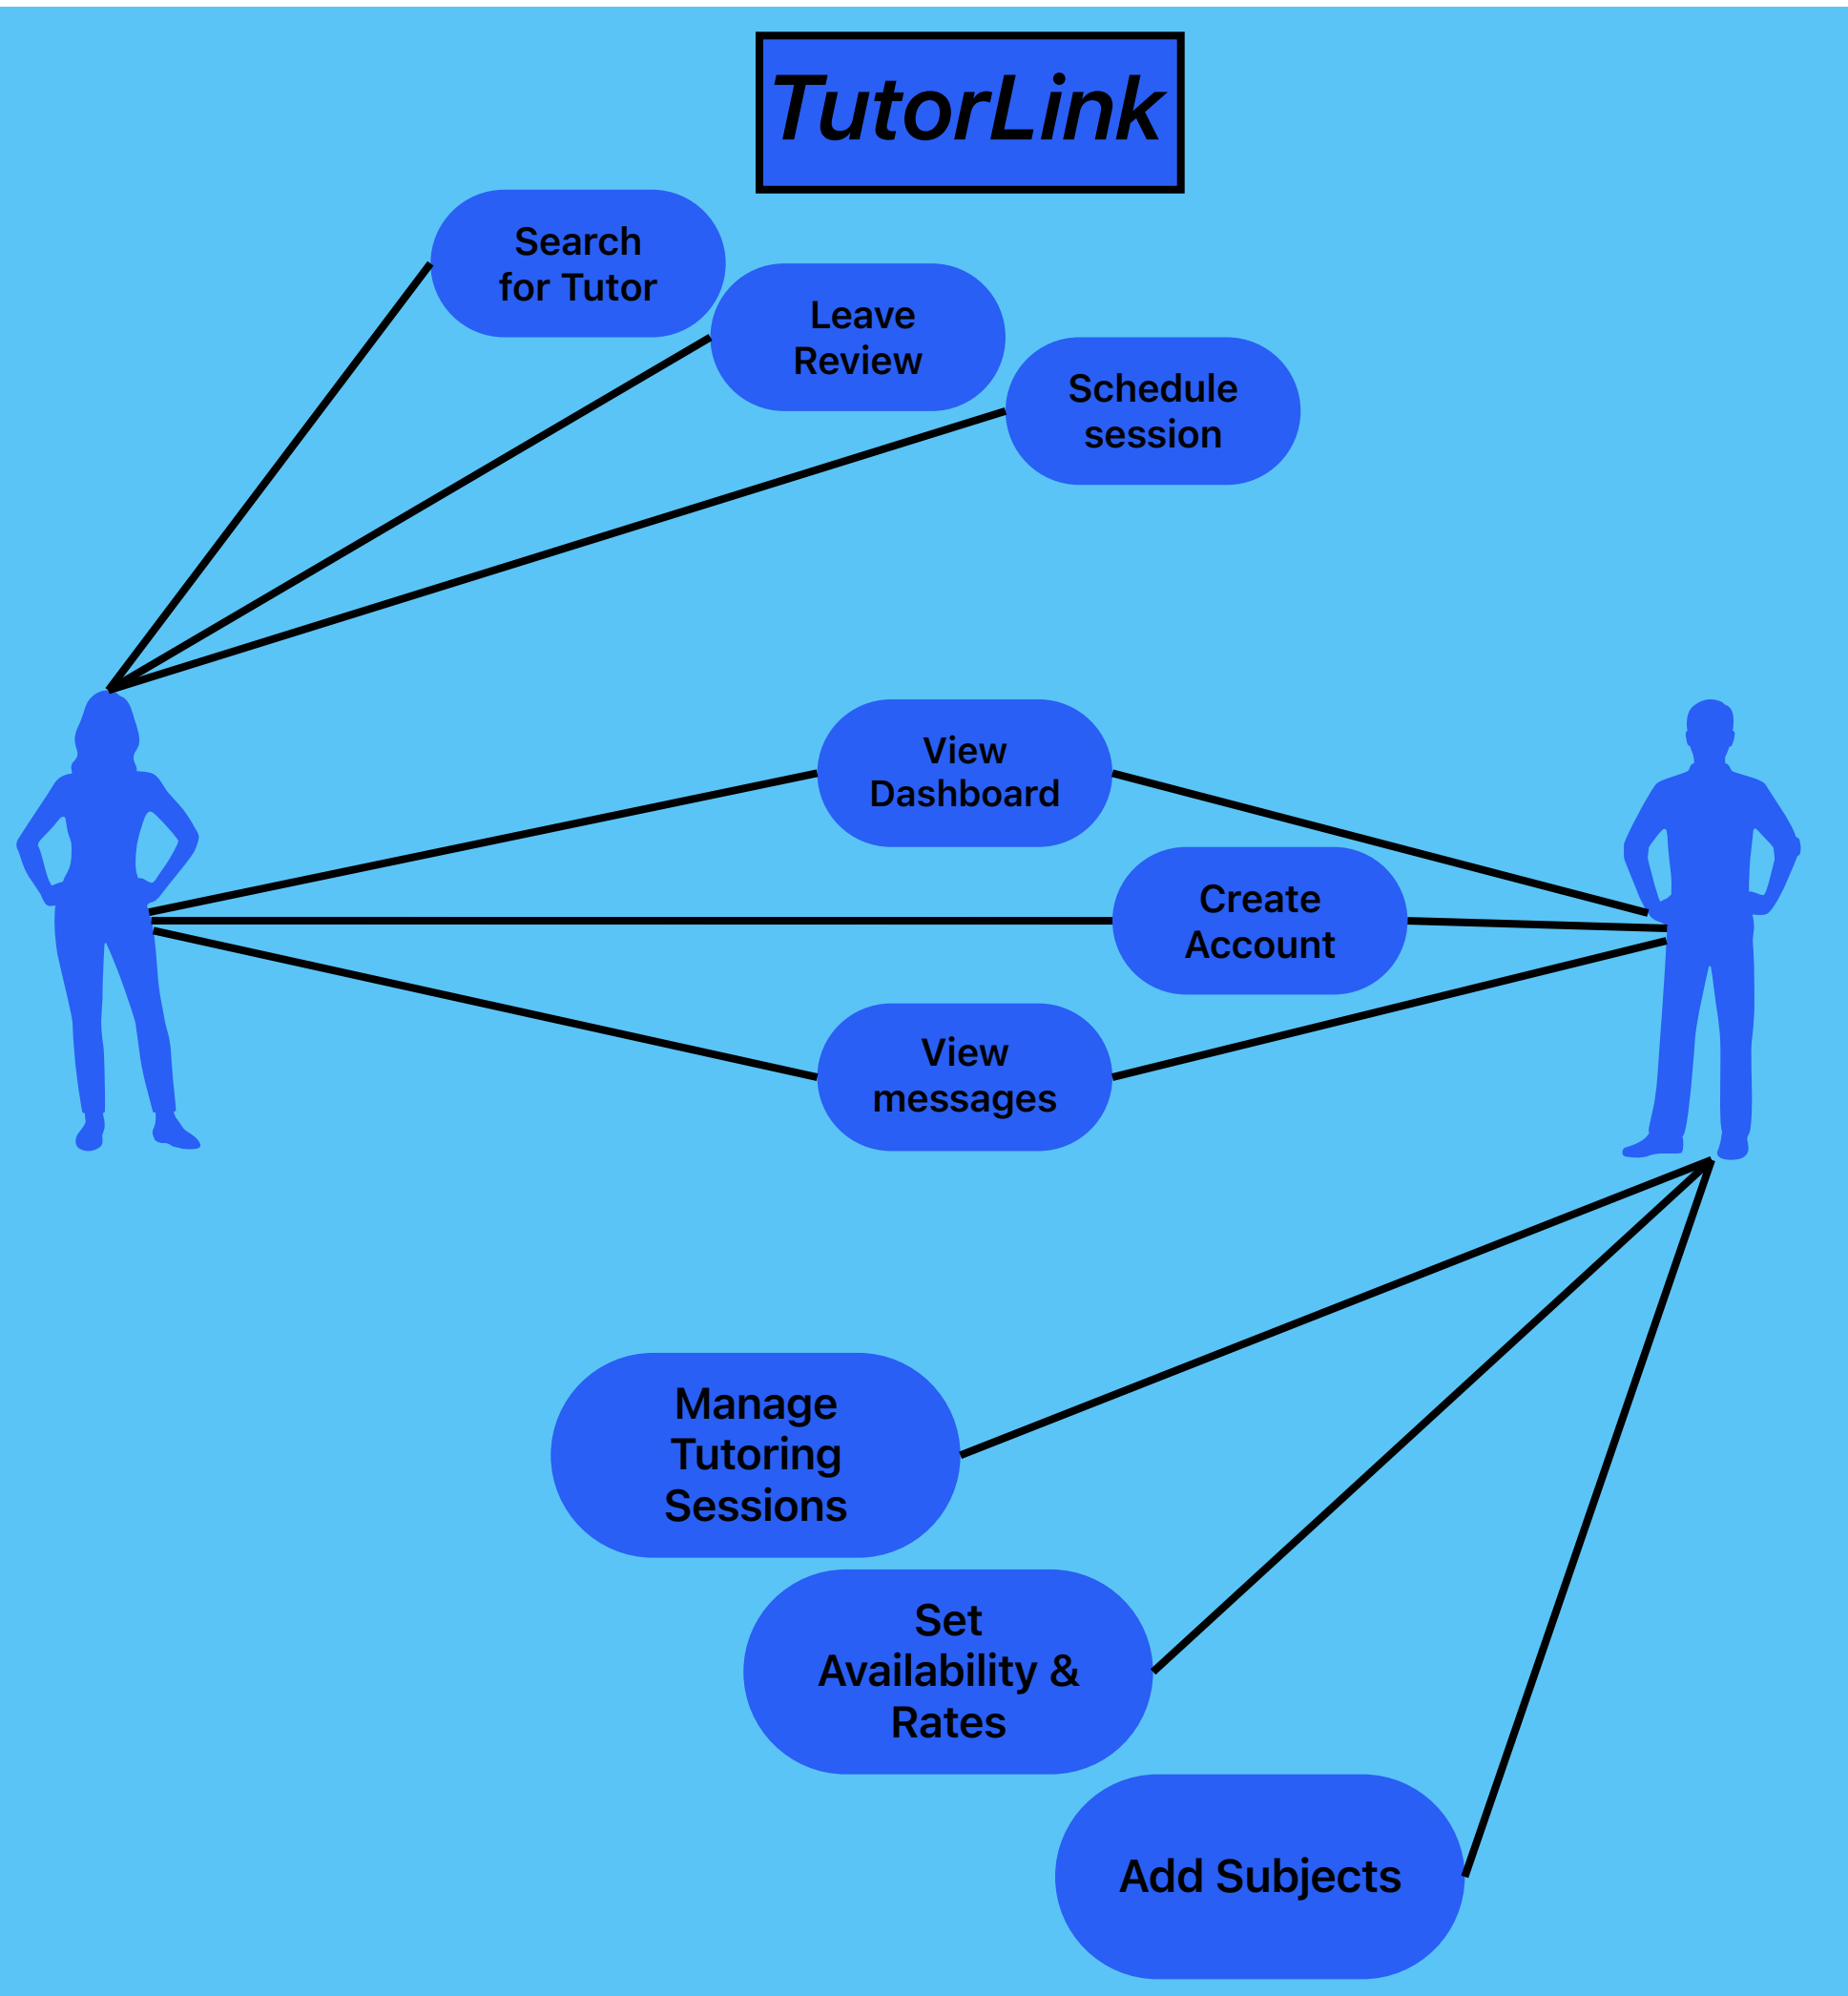 TutorLink
Search
for Tutor
Leave
Review
Schedule
session
View
Dashboard
Create
Account
View
messages
Manage
Tutoring
Sessions
Set
Availability &
Rates
Add Subjects